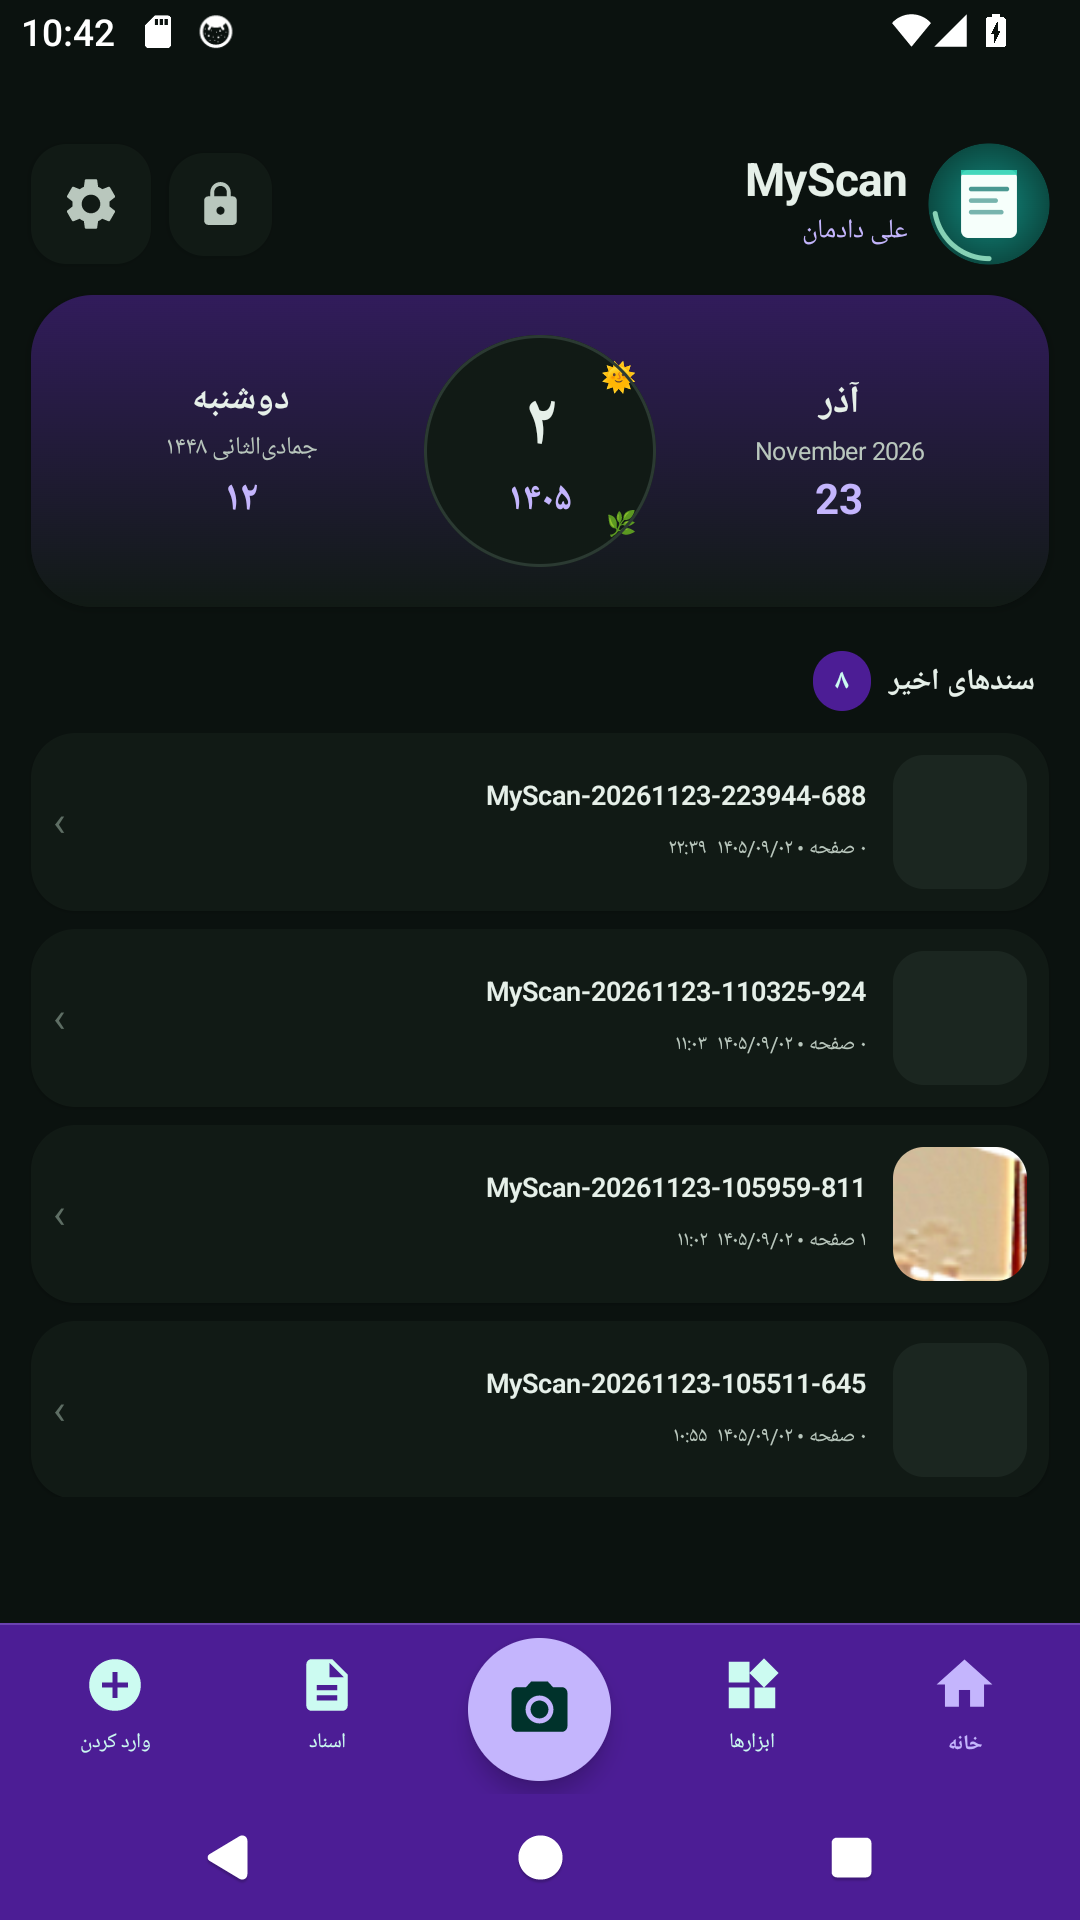 10:42
MyScan
علی دادمان
آذر
November 2026
23
۲
۱۴۰۵
دوشنبه
جمادی‌الثانی ۱۴۴۸
۱۲
سندهای اخیر ۸
MyScan-20261123-223944-688
۰ صفحه • ۱۴۰۵/۰۹/۰۲ ۲۲:۳۹
MyScan-20261123-110325-924
۰ صفحه • ۱۴۰۵/۰۹/۰۲ ۱۱:۰۳
MyScan-20261123-105959-811
۱ صفحه • ۱۴۰۵/۰۹/۰۲ ۱۱:۰۲
MyScan-20261123-105511-645
۰ صفحه • ۱۴۰۵/۰۹/۰۲ ۱۰:۵۵
خانه
ابزارها
اسناد
وارد کردن